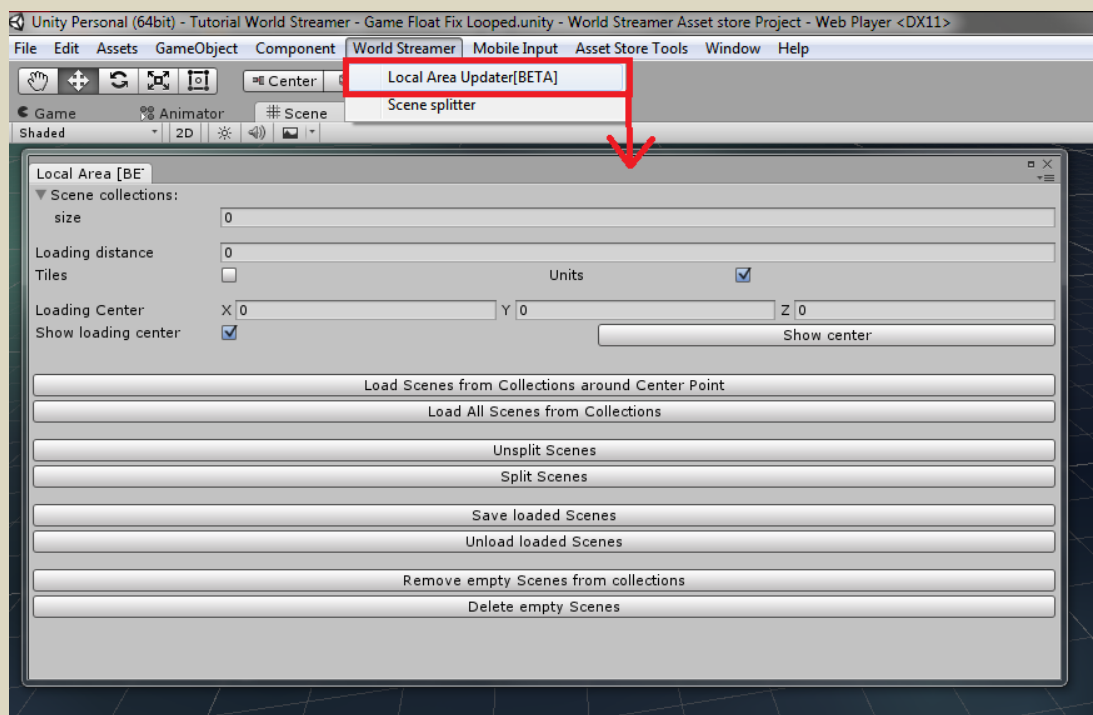 Unity Personal (64bit) - Tutorial World Streamer - Game Float Fix Looped.unity - World Streamer Asset store Project - Web Player <DX11>
File Edit Assets GameObject Component World Streamer Mobile Input Asset Store Tools Window Help
Center
Local Area Updater[BETA]
Scene splitter
Game Animator Scene
Shaded 2D
Local Area [BE
Scene collections:
size 0
Loading distance 0
Tiles Units
Loading Center X 0 Y 0 Z 0
Show loading center Show center
Load Scenes from Collections around Center Point
Load All Scenes from Collections
Unsplit Scenes
Split Scenes
Save loaded Scenes
Unload loaded Scenes
Remove empty Scenes from collections
Delete empty Scenes